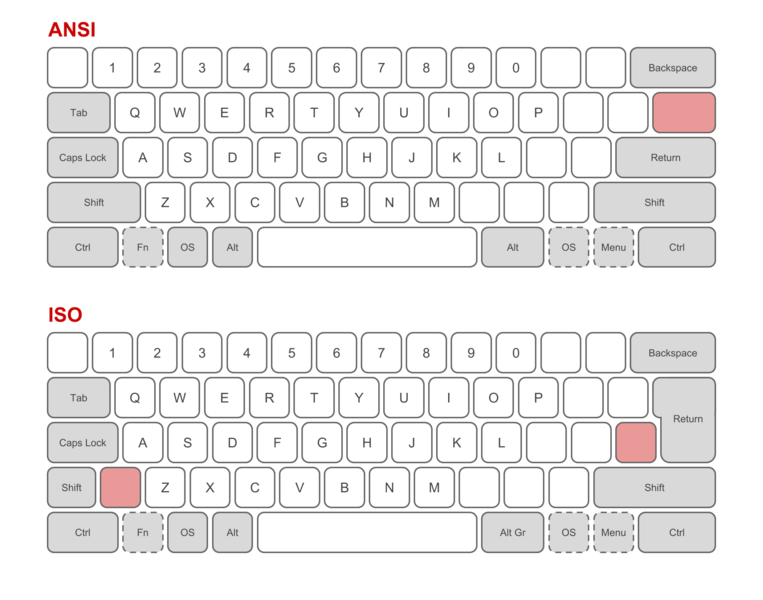 ANSI
1 2 3 4 5 6 7 8 9 0 Backspace
Tab Q W E R T Y U I O P
Caps Lock A S D F G H J K L Return
Shift Z X C V B N M Shift
Ctrl Fn OS Alt Alt OS Menu Ctrl
ISO
1 2 3 4 5 6 7 8 9 0 Backspace
Tab Q W E R T Y U I O P Return
Caps Lock A S D F G H J K L
Shift Z X C V B N M Shift
Ctrl Fn OS Alt Alt Gr OS Menu Ctrl